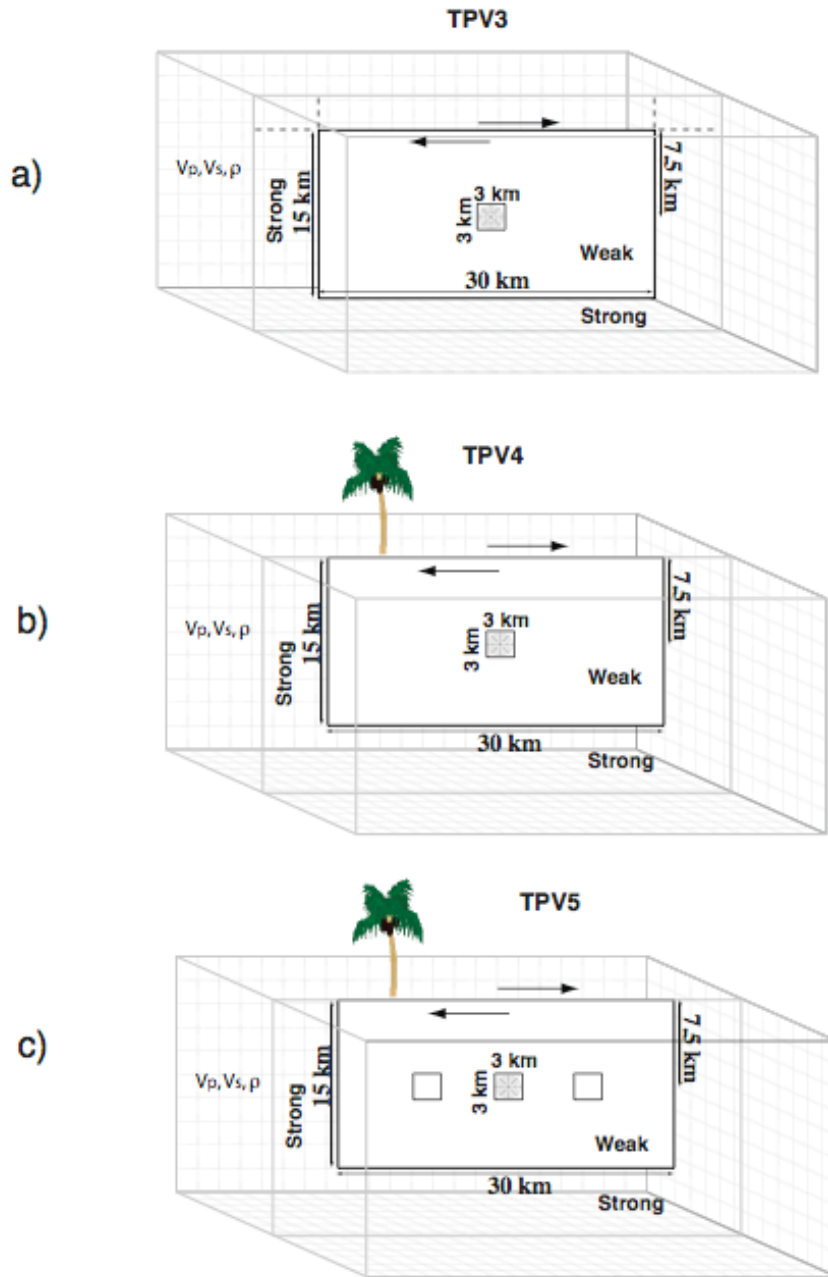 TPV3
a)
Vp, Vs, ρ
Strong
15 km
3 km
3 km
7.5 km
Weak
30 km
Strong
TPV4
b)
Vp, Vs, ρ
Strong
15 km
3 km
3 km
7.5 km
Weak
30 km
Strong
TPV5
c)
Vp, Vs, ρ
Strong
15 km
3 km
3 km
7.5 km
Weak
30 km
Strong